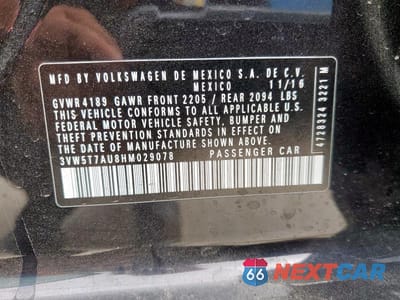 MFD BY VOLKSWAGEN DE MEXICO S.A. DE C.V.
MEXICO 11/16
GVWR4189 GAWR FRONT 2205 / REAR 2094 LBS
THIS VEHICLE CONFORMS TO ALL APPLICABLE U.S.
FEDERAL MOTOR VEHICLE SAFETY, BUMPER AND
THEFT PREVENTION STANDARDS IN EFFECT ON THE
DATE OF MANUFACTURE SHOWN ABOVE
3VW5T7AU8HM029078 PASSENGER CAR
4728324 3221 M
66 NEXTCAR